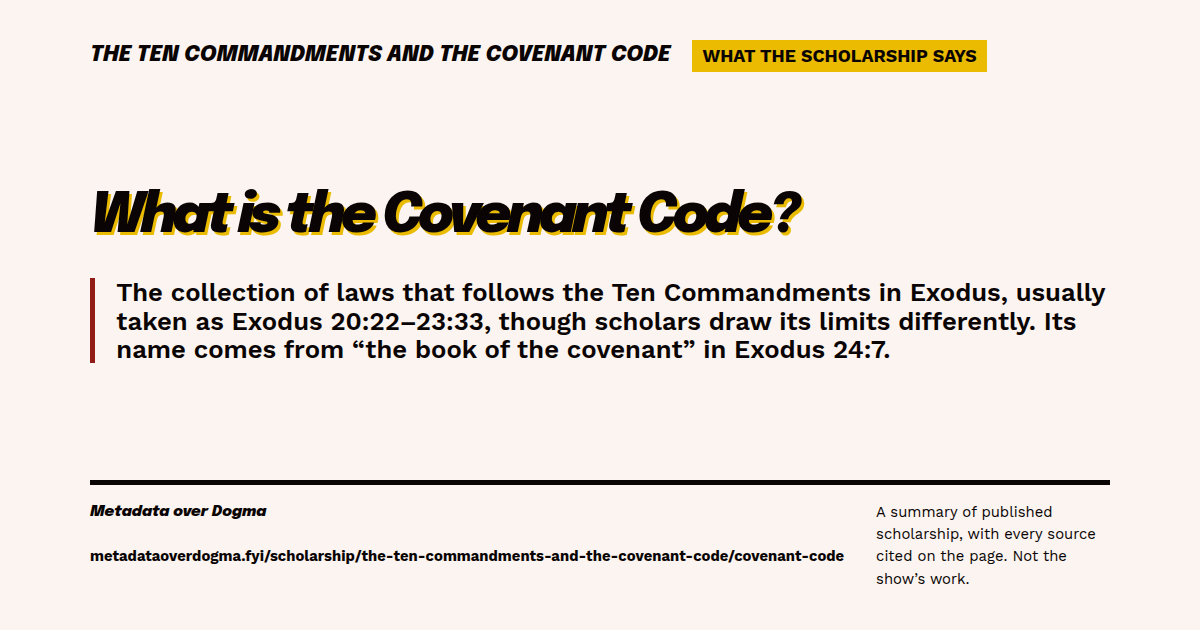 THE TEN COMMANDMENTS AND THE COVENANT CODE
WHAT THE SCHOLARSHIP SAYS
What is the Covenant Code?
The collection of laws that follows the Ten Commandments in Exodus, usually
taken as Exodus 20:22–23:33, though scholars draw its limits differently. Its
name comes from “the book of the covenant” in Exodus 24:7.
Metadata over Dogma
metadataoverdogma.fyi/scholarship/the-ten-commandments-and-the-covenant-code/covenant-code
A summary of published
scholarship, with every source
cited on the page. Not the
show’s work.